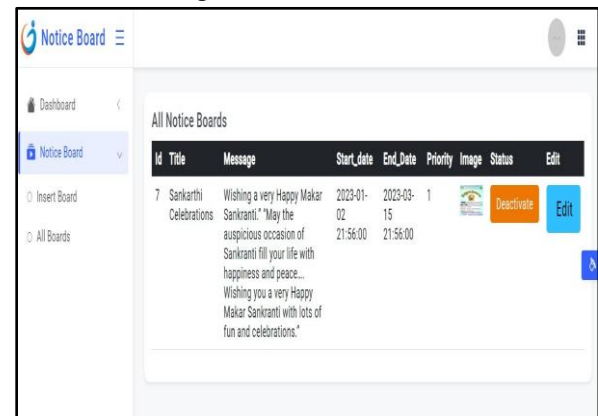 Notice Board
Dashboard
Notice Board
Insert Board
All Boards
All Notice Boards
Id Title Message Start_date End_Date Priority Image Status Edit
7 Sankarthi Wishing a very Happy Makar 2023-01- 2023-03- 1 Deactivate Edit
Celebrations Sankranti." "May the 02 15
auspicious occasion of 21:56:00 21:56:00
Sankranti fill your life with
happiness and peace...
Wishing you a very Happy
Makar Sankranti with lots of
fun and celebrations."